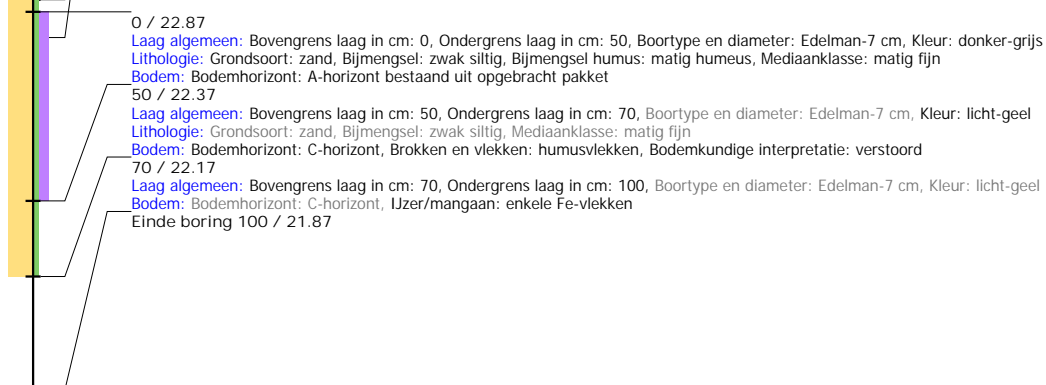 0 / 22.87
Laag algemeen: Bovengrens laag in cm: 0, Ondergrens laag in cm: 50, Boortype en diameter: Edelman-7 cm, Kleur: donker-grijs
Lithologie: Grondsoort: zand, Bijmengsel: zwak siltig, Bijmengsel humus: matig humeus, Mediaanklasse: matig fijn
Bodem: Bodemhorizont: A-horizont bestaand uit opgebracht pakket
50 / 22.37
Laag algemeen: Bovengrens laag in cm: 50, Ondergrens laag in cm: 70, Boortype en diameter: Edelman-7 cm, Kleur: licht-geel
Lithologie: Grondsoort: zand, Bijmengsel: zwak siltig, Mediaanklasse: matig fijn
Bodem: Bodemhorizont: C-horizont, Brokken en vlekken: humusvlekken, Bodemkundige interpretatie: verstoord
70 / 22.17
Laag algemeen: Bovengrens laag in cm: 70, Ondergrens laag in cm: 100, Boortype en diameter: Edelman-7 cm, Kleur: licht-geel
Bodem: Bodemhorizont: C-horizont, IJzer/mangaan: enkele Fe-vlekken
Einde boring 100 / 21.87